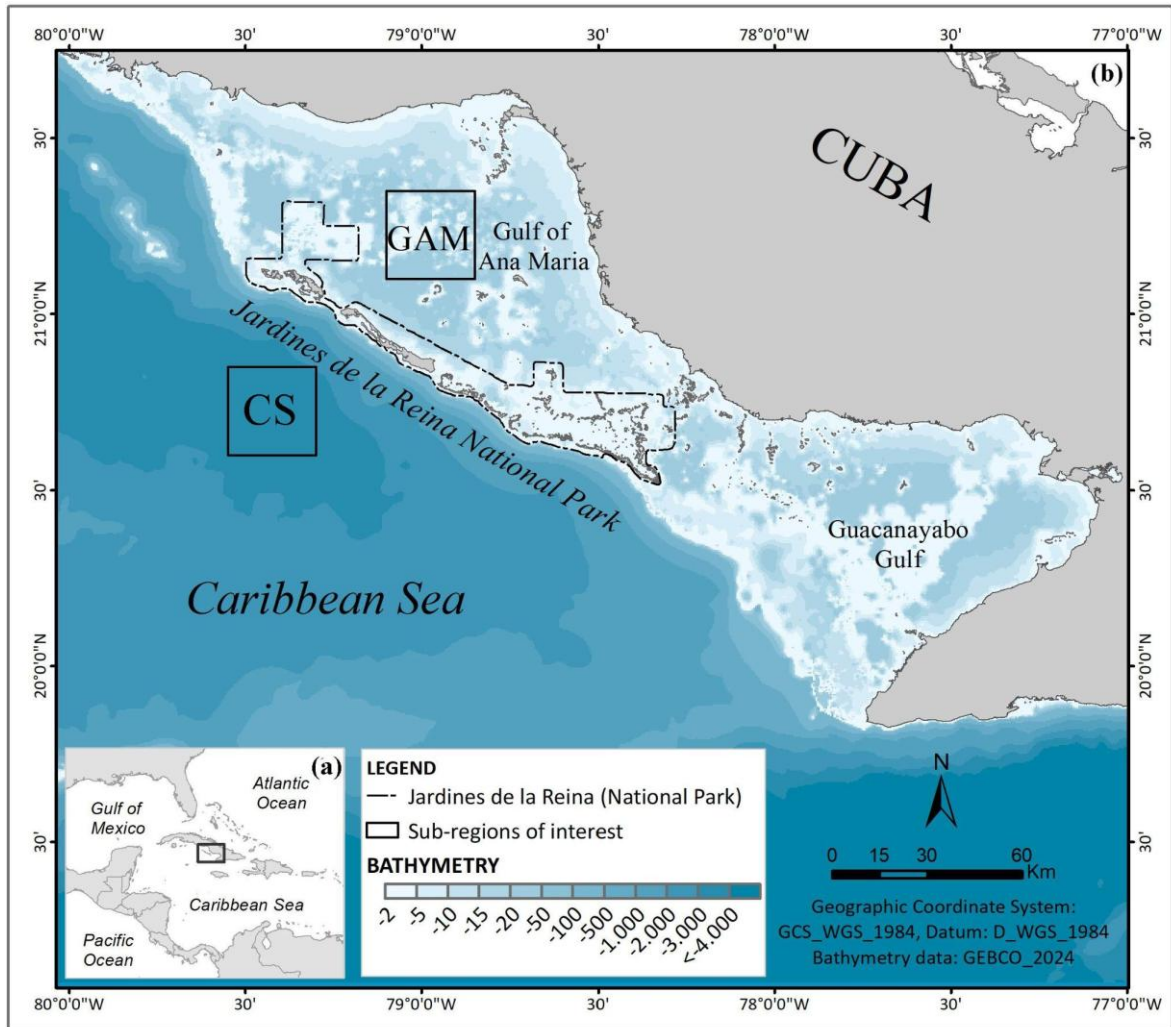 80°0'0"W 30' 79°0'0"W 30' 78°0'0"W 30' 77°0'0"W
(b)
30'
30'
CUBA
GAM
Gulf of
Ana Maria
21°0'0"N
21°0'0"N
Jardines de la Reina National Park
CS
30'
30'
Guacanayabo
Gulf
Caribbean Sea
20°0'0"N
20°0'0"N
(a)
Atlantic
Ocean
Gulf of
Mexico
Caribbean Sea
Pacific
Ocean
LEGEND
Jardines de la Reina (National Park)
Sub-regions of interest
BATHYMETRY
-2 -5 -10 -15 -20 -50 -100 -500 -1.000 -2.000 -3.000 <-4.000
N
30'
30'
0 15 30 60
Km
Geographic Coordinate System:
GCS_WGS_1984, Datum: D_WGS_1984
Bathymetry data: GEBCO_2024
80°0'0"W 30' 79°0'0"W 30' 78°0'0"W 30' 77°0'0"W